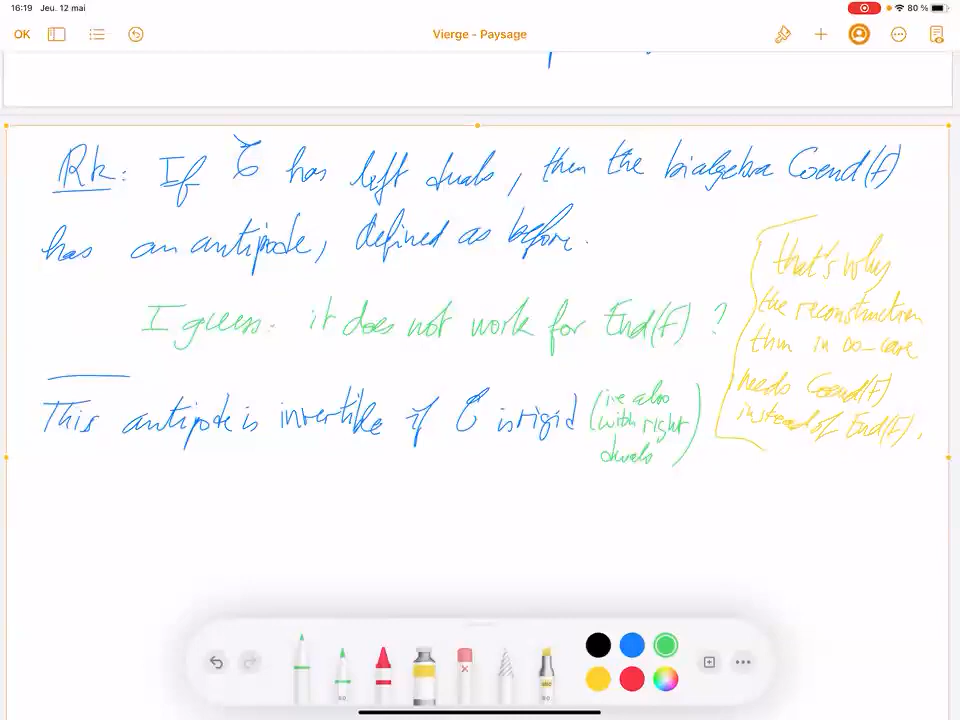 16:19 Jeu. 12 mai
80 %
OK
Vierge - Paysage
Rk: If C has left duals, then the bialgebra Coend(F)
has an antipode, defined as before.
I guess: it does not work for End(F) ?
that's why
the reconstruction
thm in ∞-case
needs Coend(F)
instead of End(F).
This antipode is invertible if C is rigid (ie also
with right
duals)